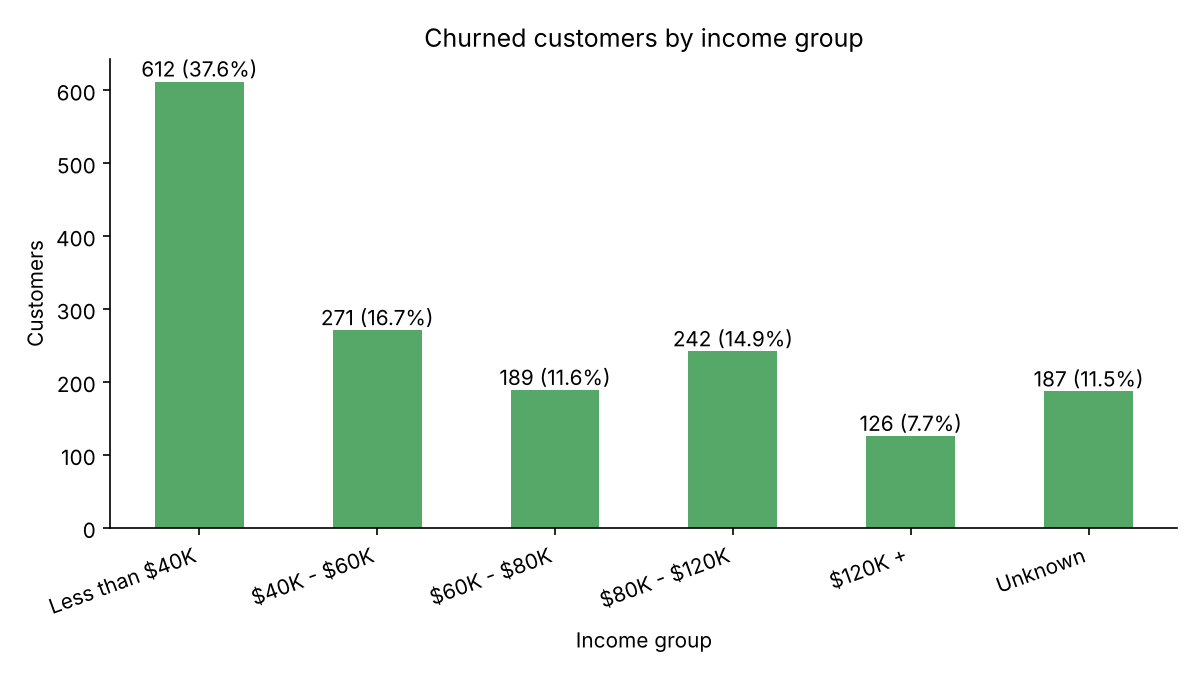 Churned customers by income group
Customers
600
500
400
300
200
100
0
612 (37.6%)
271 (16.7%)
189 (11.6%)
242 (14.9%)
126 (7.7%)
187 (11.5%)
Less than $40K
$40K - $60K
$60K - $80K
$80K - $120K
$120K +
Unknown
Income group